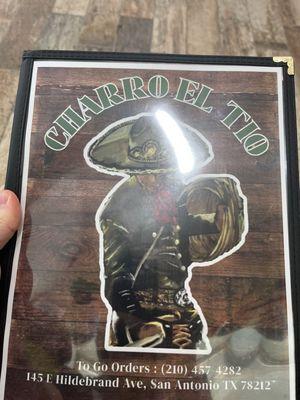 CHARRO EL TIO
To Go Orders : (210) 457-4282
145 E Hildebrand Ave, San Antonio TX 78212